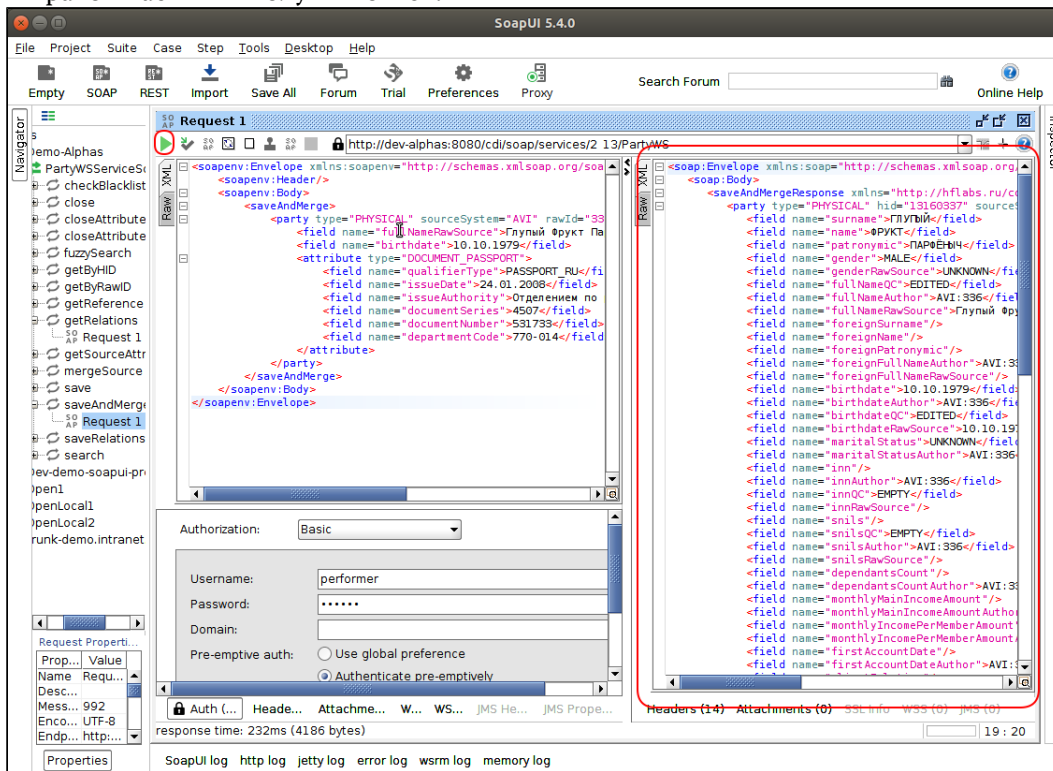 SoapUI 5.4.0
File Project Suite Case Step Tools Desktop Help
Empty SOAP REST Import Save All Forum Trial Preferences Proxy Search Forum Online Help
Navigator
Demo-Alphas
PartyWSServiceSo
checkBlacklist
close
closeAttribute
closeAttribute
fuzzySearch
getByHID
getByRawID
getReference
getRelations
Request 1
getSourceAttr
mergeSource
save
saveAndMerge
Request 1
saveRelations
search
Dev-demo-soapui-pr
Open1
OpenLocal1
OpenLocal2
trunk-demo.intranet
Request Properti...
Prop... Value
Name Requ...
Desc...
Mess... 992
Enco... UTF-8
Endp... http:...
Properties
Request 1
http://dev-alphas:8080/cdi/soap/services/2 13/PartyWS
XML
Raw
<soapenv:Envelope xmlns:soapenv="http://schemas.xmlsoap.org/soa
<soapenv:Header/>
<soapenv:Body>
<saveAndMerge>
<party type="PHYSICAL" sourceSystem="AVI" rawId="33
<field name="fullNameRawSource">Глупый Фрукт Па
<field name="birthdate">10.10.1979</field>
<attribute type="DOCUMENT_PASSPORT">
<field name="qualifierType">PASSPORT_RU</fi
<field name="issueDate">24.01.2008</field>
<field name="issueAuthority">Отделением по
<field name="documentSeries">4507</field>
<field name="documentNumber">531733</field>
<field name="departmentCode">770-014</field
</attribute>
</party>
</saveAndMerge>
</soapenv:Body>
</soapenv:Envelope>
Authorization: Basic
Username: performer
Password: ••••••
Domain:
Pre-emptive auth: Use global preference
Authenticate pre-emptively
Auth (... Heade... Attachme... W... WS... JMS He... JMS Prope...
response time: 232ms (4186 bytes)
XML
Raw
<soap:Envelope xmlns:soap="http://schemas.xmlsoap.org/
<soap:Body>
<saveAndMergeResponse xmlns="http://hflabs.ru/c
<party type="PHYSICAL" hid="13160337" sourceS
<field name="surname">ГЛУПЫЙ</field>
<field name="name">ФРУКТ</field>
<field name="patronymic">ПАРФЁНЫЧ</field>
<field name="gender">MALE</field>
<field name="genderRawSource">UNKNOWN</field>
<field name="fullNameQC">EDITED</field>
<field name="fullNameAuthor">AVI:336</fiel
<field name="fullNameRawSource">Глупый Фру
<field name="foreignSurname"/>
<field name="foreignName"/>
<field name="foreignPatronymic"/>
<field name="foreignFullNameAuthor">AVI:33
<field name="foreignFullNameRawSource"/>
<field name="birthdate">10.10.1979</field>
<field name="birthdateAuthor">AVI:336</fie
<field name="birthdateQC">EDITED</field>
<field name="birthdateRawSource">10.10.197
<field name="maritalStatus">UNKNOWN</field
<field name="maritalStatusAuthor">AVI:336
<field name="inn"/>
<field name="innAuthor">AVI:336</field>
<field name="innQC">EMPTY</field>
<field name="innRawSource"/>
<field name="snils"/>
<field name="snilsQC">EMPTY</field>
<field name="snilsAuthor">AVI:336</field>
<field name="snilsRawSource"/>
<field name="dependantsCount"/>
<field name="dependantsCountAuthor">AVI:33
<field name="monthlyMainIncomeAmount"/>
<field name="monthlyMainIncomeAmountAutho
<field name="monthlyIncomePerMemberAmount"
<field name="monthlyIncomePerMemberAmount
<field name="firstAccountDate"/>
<field name="firstAccountDateAuthor">AVI:
Headers (14) Attachments (0) SSL Info WSS (0) JMS (0)
19 : 20
SoapUI log http log jetty log error log wsrm log memory log